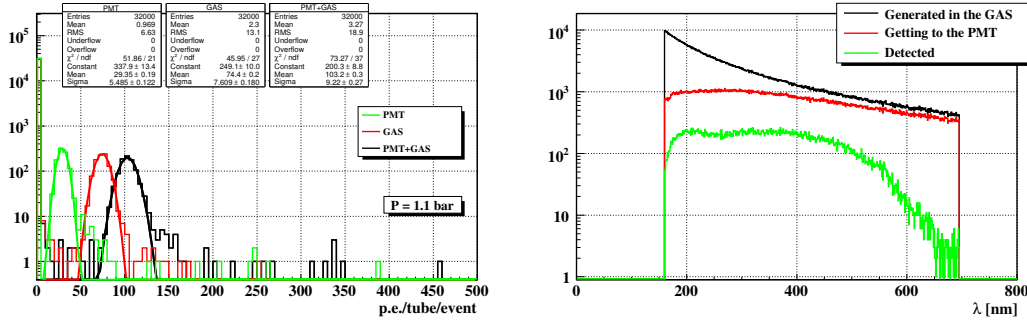 PMT
Entries 32000
Mean 0.969
RMS 6.63
Underflow 0
Overflow 0
χ² / ndf 51.86 / 21
Constant 337.9 ± 13.4
Mean 29.35 ± 0.19
Sigma 5.485 ± 0.122
GAS
Entries 32000
Mean 2.3
RMS 13.1
Underflow 0
Overflow 0
χ² / ndf 45.95 / 27
Constant 249.1 ± 10.0
Mean 74.4 ± 0.2
Sigma 7.609 ± 0.180
PMT+GAS
Entries 32000
Mean 3.27
RMS 18.9
Underflow 0
Overflow 0
χ² / ndf 73.27 / 37
Constant 200.3 ± 8.8
Mean 103.2 ± 0.3
Sigma 9.22 ± 0.27
10⁵
10⁴
10³
10²
10
1
PMT
GAS
PMT+GAS
P = 1.1 bar
0 50 100 150 200 250 300 350 400 450 500
p.e./tube/event
10⁴
10³
10²
10
1
Generated in the GAS
Getting to the PMT
Detected
0 200 400 600 800
λ [nm]